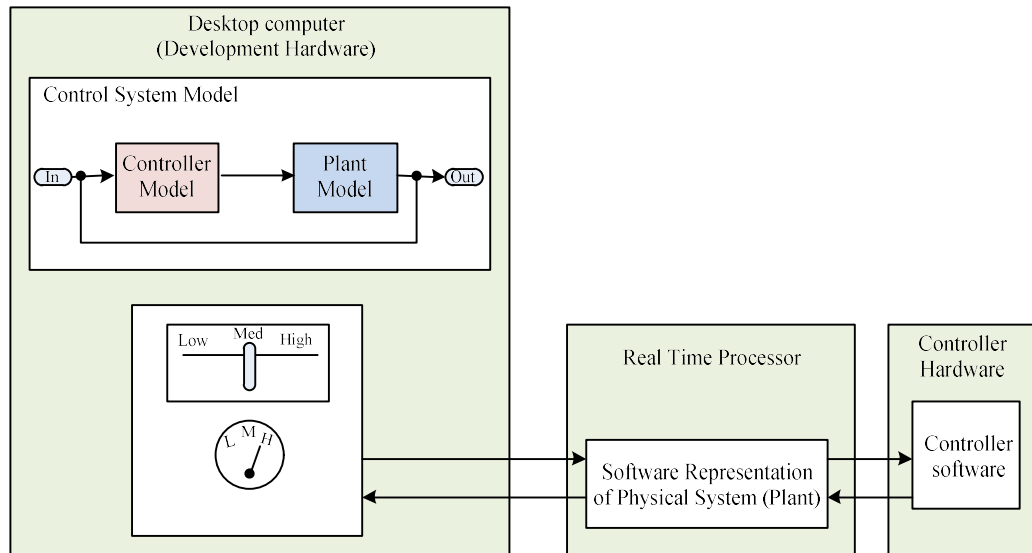 Desktop computer
(Development Hardware)
Control System Model
In
Controller
Model
Plant
Model
Out
Low Med High
L M H
Real Time Processor
Software Representation
of Physical System (Plant)
Controller
Hardware
Controller
software